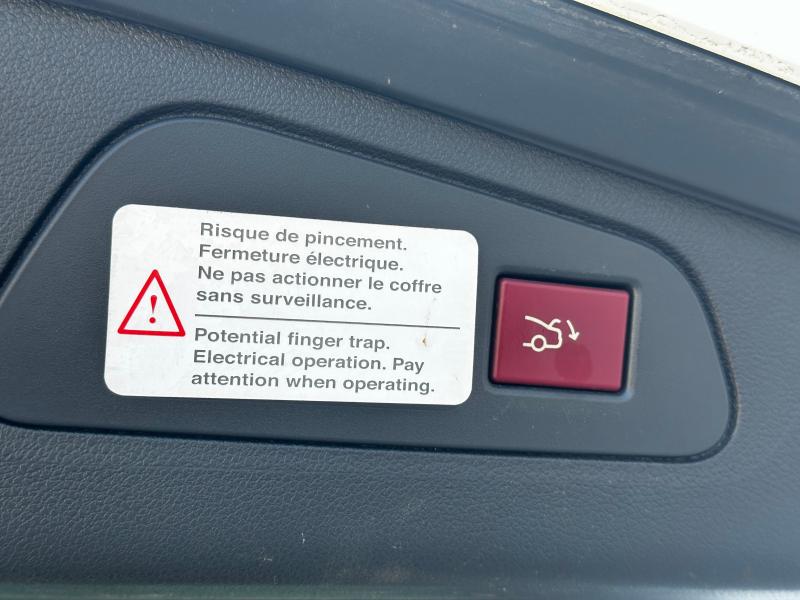 Risque de pincement.
Fermeture électrique.
Ne pas actionner le coffre
sans surveillance.
Potential finger trap.
Electrical operation. Pay
attention when operating.